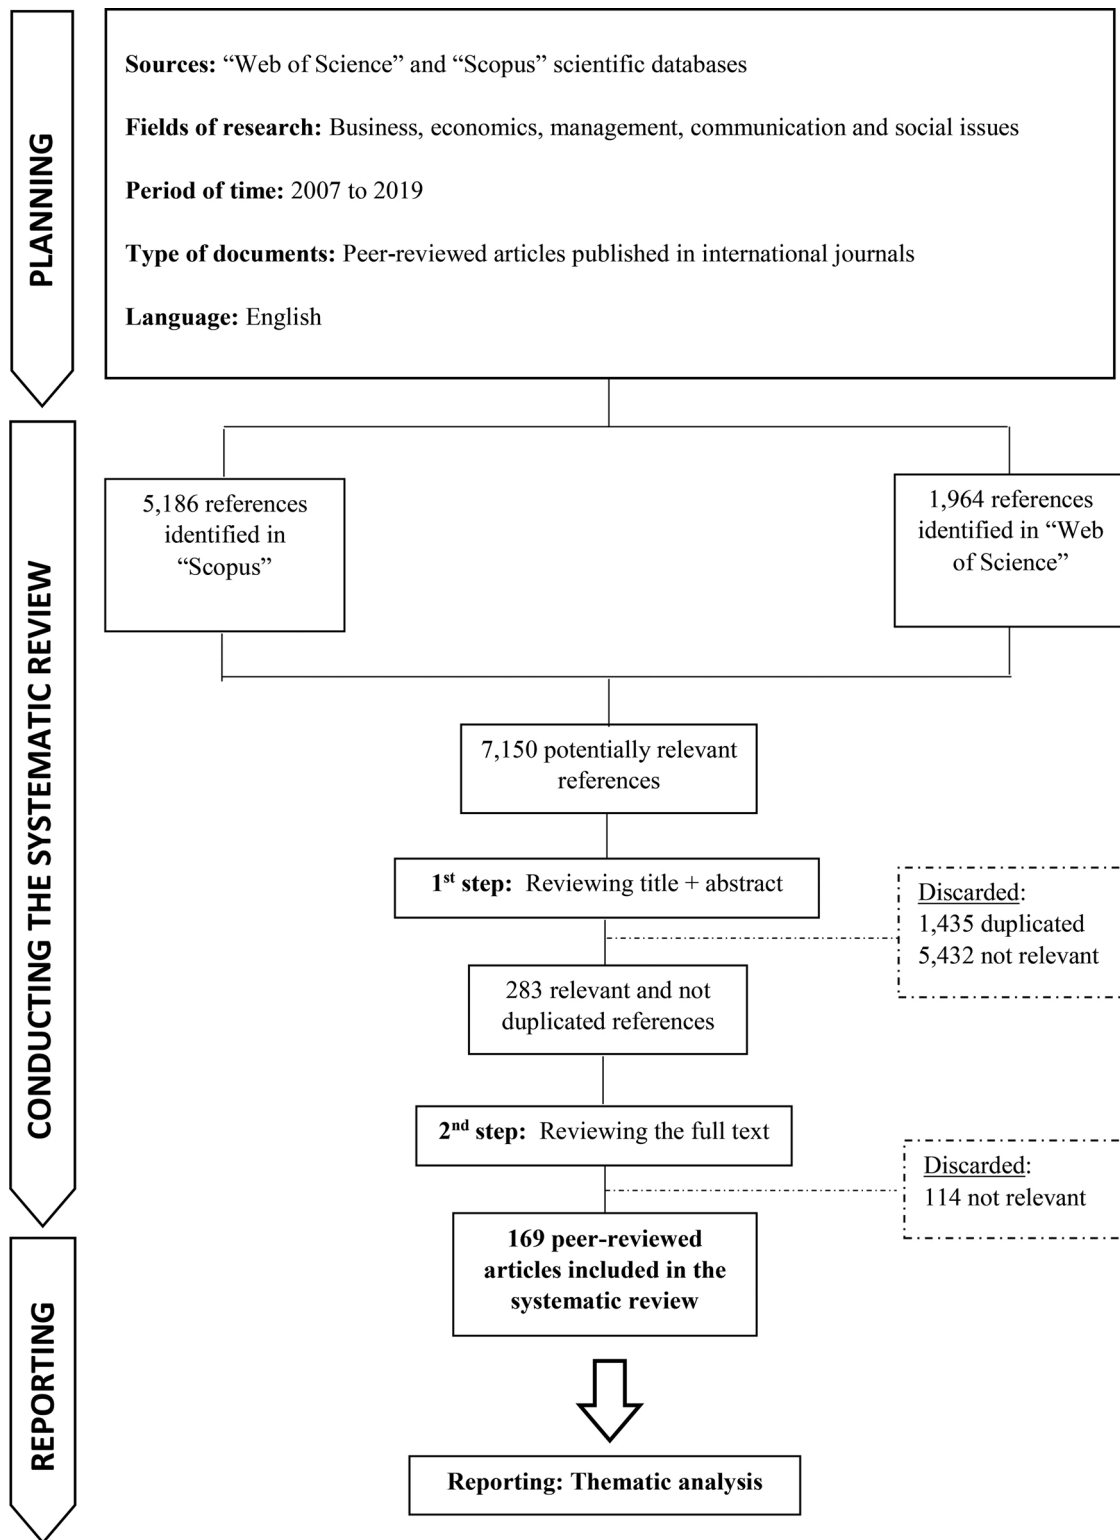 PLANNING
Sources: “Web of Science” and “Scopus” scientific databases
Fields of research: Business, economics, management, communication and social issues
Period of time: 2007 to 2019
Type of documents: Peer-reviewed articles published in international journals
Language: English
CONDUCTING THE SYSTEMATIC REVIEW
5,186 references
identified in
“Scopus”
1,964 references
identified in “Web
of Science”
7,150 potentially relevant
references
1st step: Reviewing title + abstract
Discarded:
1,435 duplicated
5,432 not relevant
283 relevant and not
duplicated references
2nd step: Reviewing the full text
Discarded:
114 not relevant
169 peer-reviewed
articles included in the
systematic review
REPORTING
Reporting: Thematic analysis